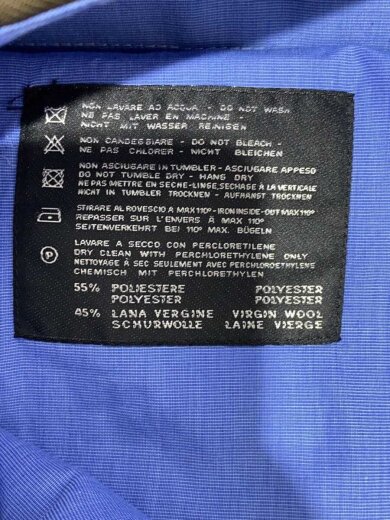 NON LAVARE AD ACQUA - DO NOT WASH
NE PAS LAVER EN MACHINE -
NICHT MIT WASSER REINIGEN
NON CANDEGGIARE - DO NOT BLEACH -
NE PAS CHLORER - NICHT BLEICHEN
NON ASCIUGARE IN TUMBLER - ASCIUGARE APPESO
DO NOT TUMBLE DRY - HANG DRY
NE PAS METTRE EN SECHE-LINGE, SECHAGE A LA VERTICALE
NICHT IN TUMBLER TROCKNEN - AUFHANGT TROCKNEN
STIRARE AL ROVESCIO A MAX 110° - IRON INSIDE-OUT MAX 110°
REPASSER SUR L'ENVERS À MAX 110°
SEITENVERKEHRT BEI 110° MAX. BÜGELN
P
LAVARE A SECCO CON PERCLORETILENE
DRY CLEAN WITH PERCHLORETHYLENE ONLY
NETTOYAGE À SEC SEULEMENT AVEC PERCHLOROETHYLENE
CHEMISCH MIT PERCHLORETHYLEN
55% POLIESTERE POLYESTER
POLYESTER POLYESTER
45% LANA VERGINE VIRGIN WOOL
SCHURWOLLE LAINE VIERGE